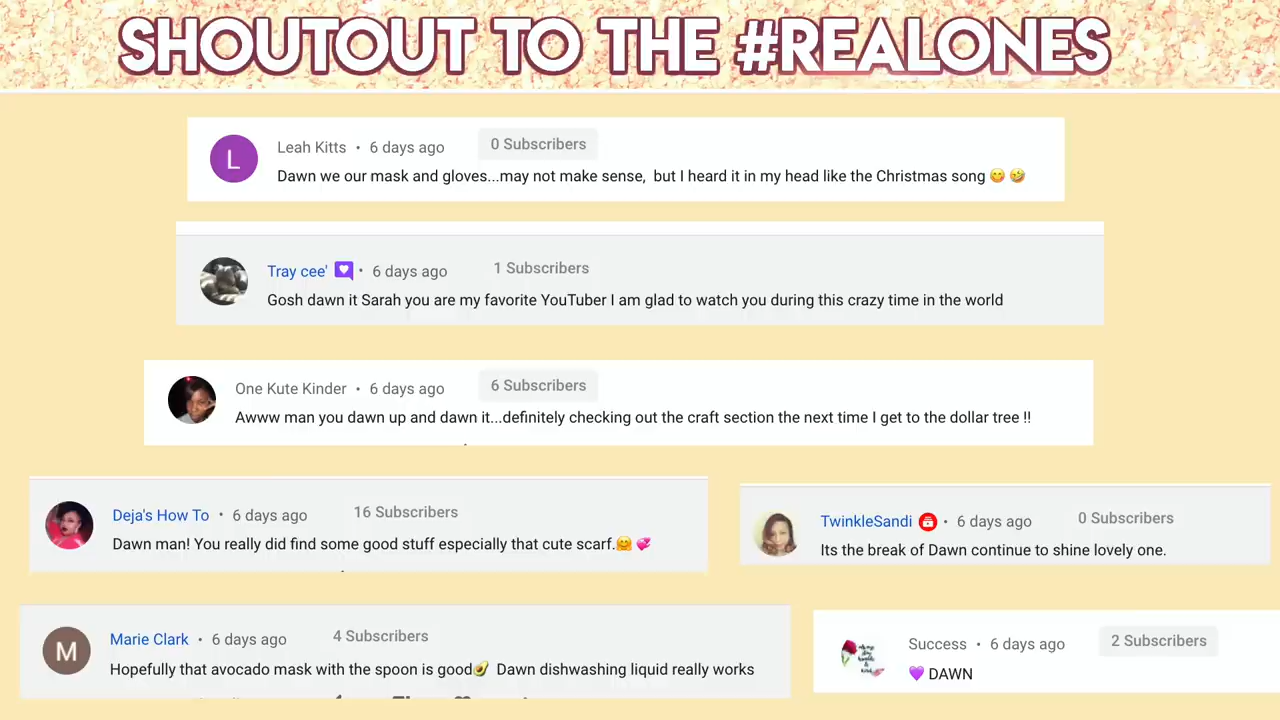 SHOUTOUT TO THE #REALONES
L
Leah Kitts • 6 days ago 0 Subscribers
Dawn we our mask and gloves...may not make sense, but I heard it in my head like the Christmas song 😋 🤣
Tray cee' • 6 days ago 1 Subscribers
Gosh dawn it Sarah you are my favorite YouTuber I am glad to watch you during this crazy time in the world
One Kute Kinder • 6 days ago 6 Subscribers
Awww man you dawn up and dawn it...definitely checking out the craft section the next time I get to the dollar tree !!
Deja's How To • 6 days ago 16 Subscribers
Dawn man! You really did find some good stuff especially that cute scarf.🤗 💞
TwinkleSandi • 6 days ago 0 Subscribers
Its the break of Dawn continue to shine lovely one.
M
Marie Clark • 6 days ago 4 Subscribers
Hopefully that avocado mask with the spoon is good🥑 Dawn dishwashing liquid really works
Success • 6 days ago 2 Subscribers
💜 DAWN